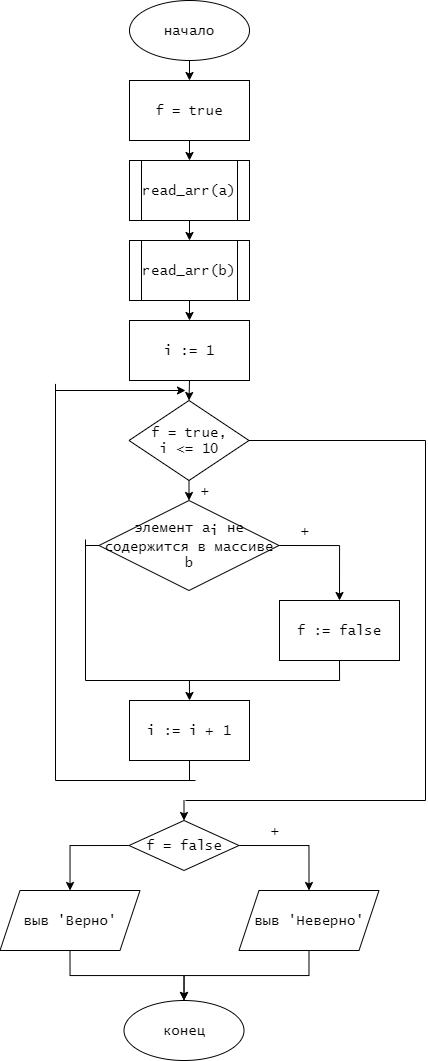 начало
f = true
read_arr(a)
read_arr(b)
i := 1
f = true,
i <= 10
+
элемент aᵢ не
содержится в массиве
b
+
f := false
i := i + 1
f = false
+
выв 'Верно'
выв 'Неверно'
конец